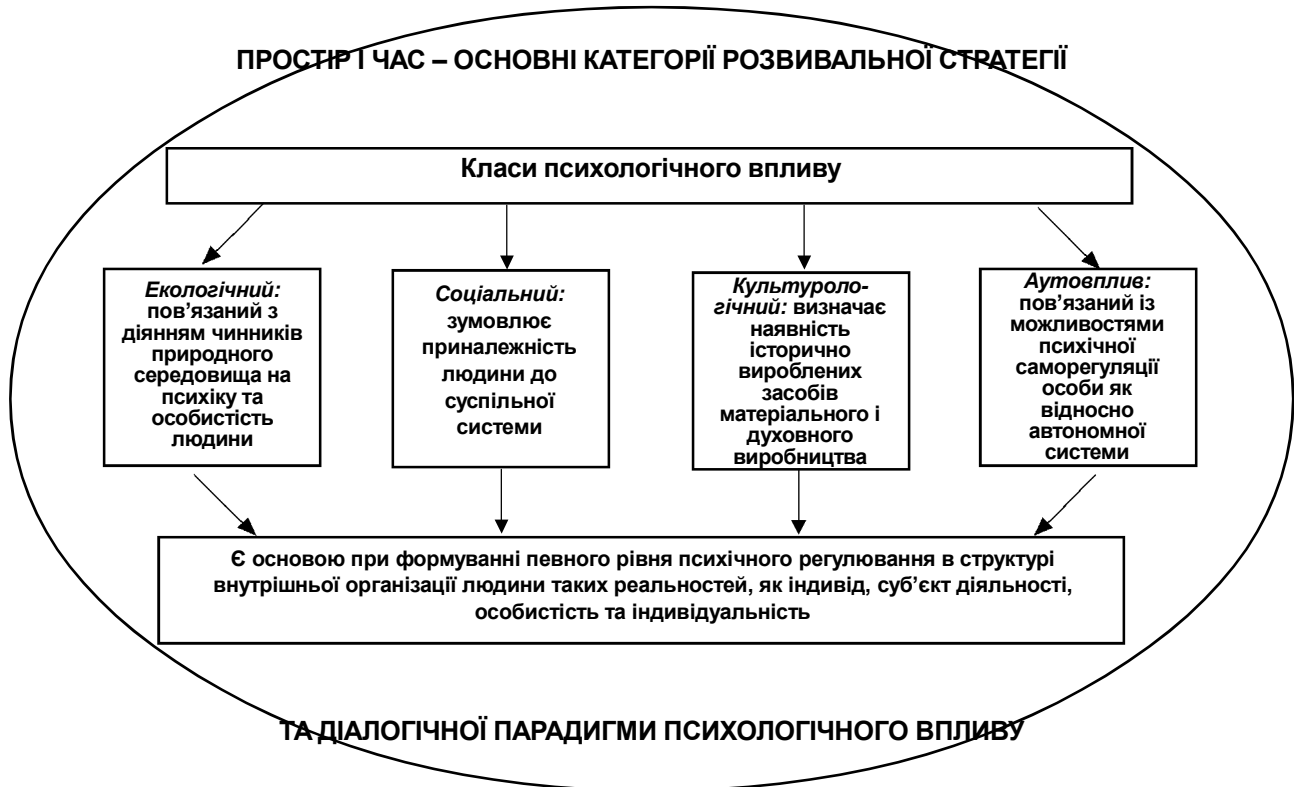 ПРОСТІР І ЧАС – ОСНОВНІ КАТЕГОРІЇ РОЗВИВАЛЬНОЇ СТРАТЕГІЇ
Класи психологічного впливу
Екологічний:
пов’язаний з
діянням чинників
природного
середовища на
психіку та
особистість
людини
Соціальний:
зумовлює
приналежність
людини до
суспільної
системи
Культуроло-
гічний: визначає
наявність
історично
вироблених
засобів
матеріального і
духовного
виробництва
Аутовплив:
пов’язаний із
можливостями
психічної
саморегуляції
особи як
відносно
автономної
системи
Є основою при формуванні певного рівня психічного регулювання в структурі
внутрішньої організації людини таких реальностей, як індивід, суб’єкт діяльності,
особистість та індивідуальність
ТА ДІАЛОГІЧНОЇ ПАРАДИГМИ ПСИХОЛОГІЧНОГО ВПЛИВУ